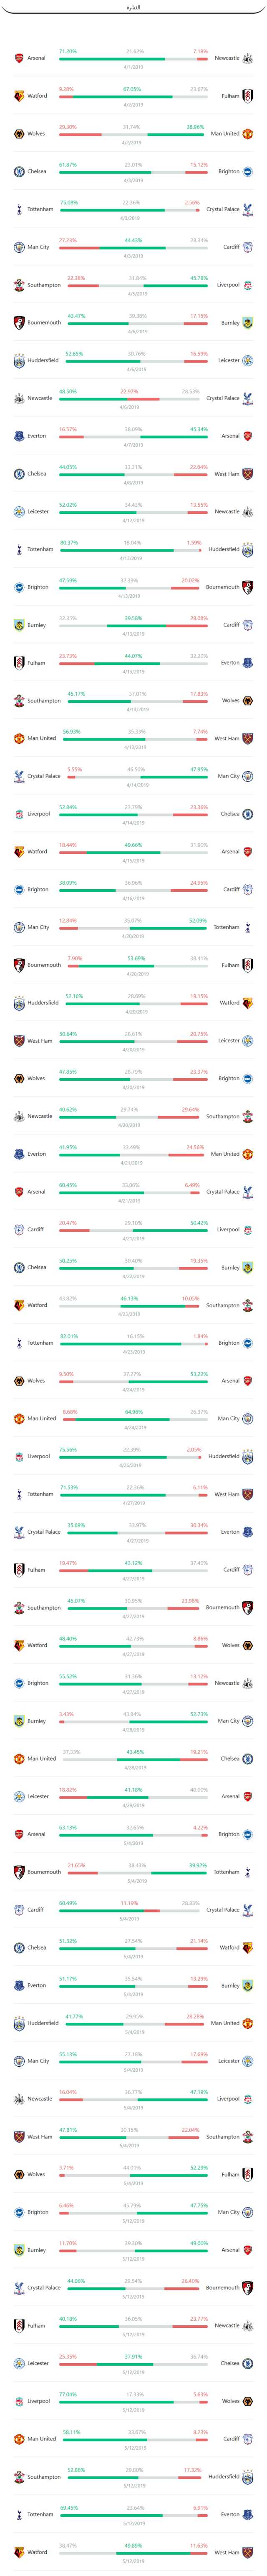 النشرة
71.20% 21.62% 7.18%
Arsenal Newcastle
4/1/2019
9.28% 67.05% 23.67%
Watford Fulham
4/2/2019
29.30% 31.74% 38.96%
Wolves Man United
4/2/2019
61.87% 23.01% 15.12%
Chelsea Brighton
4/3/2019
75.08% 22.36% 2.56%
Tottenham Crystal Palace
4/3/2019
27.23% 44.43% 28.34%
Man City Cardiff
4/3/2019
22.38% 31.84% 45.78%
Southampton Liverpool
4/5/2019
43.47% 39.38% 17.15%
Bournemouth Burnley
4/6/2019
52.65% 30.76% 16.59%
Huddersfield Leicester
4/6/2019
48.50% 22.97% 28.53%
Newcastle Crystal Palace
4/6/2019
16.57% 38.09% 45.34%
Everton Arsenal
4/7/2019
44.05% 33.31% 22.64%
Chelsea West Ham
4/8/2019
52.02% 34.43% 13.55%
Leicester Newcastle
4/12/2019
80.37% 18.04% 1.59%
Tottenham Huddersfield
4/13/2019
47.59% 32.39% 20.02%
Brighton Bournemouth
4/13/2019
32.35% 39.58% 28.06%
Burnley Cardiff
4/13/2019
23.73% 44.07% 32.20%
Fulham Everton
4/13/2019
45.17% 37.01% 17.83%
Southampton Wolves
4/13/2019
56.93% 35.33% 7.74%
Man United West Ham
4/13/2019
5.55% 46.50% 47.95%
Crystal Palace Man City
4/14/2019
52.84% 23.79% 23.36%
Liverpool Chelsea
4/14/2019
18.44% 49.66% 31.90%
Watford Arsenal
4/15/2019
38.09% 36.96% 24.95%
Brighton Cardiff
4/16/2019
12.84% 35.07% 52.09%
Man City Tottenham
4/20/2019
7.90% 53.69% 38.41%
Bournemouth Fulham
4/20/2019
52.16% 28.69% 19.15%
Huddersfield Watford
4/20/2019
50.64% 28.61% 20.75%
West Ham Leicester
4/20/2019
47.85% 28.79% 23.37%
Wolves Brighton
4/20/2019
40.62% 29.74% 29.64%
Newcastle Southampton
4/20/2019
41.95% 33.49% 24.56%
Everton Man United
4/21/2019
60.45% 33.06% 6.49%
Arsenal Crystal Palace
4/21/2019
20.47% 29.10% 50.42%
Cardiff Liverpool
4/21/2019
50.25% 30.40% 19.35%
Chelsea Burnley
4/22/2019
43.82% 46.13% 10.05%
Watford Southampton
4/23/2019
82.01% 16.15% 1.84%
Tottenham Brighton
4/23/2019
9.50% 37.27% 53.22%
Wolves Arsenal
4/24/2019
8.68% 64.96% 26.37%
Man United Man City
4/24/2019
75.56% 22.39% 2.05%
Liverpool Huddersfield
4/26/2019
71.53% 22.36% 6.11%
Tottenham West Ham
4/27/2019
35.69% 33.97% 30.34%
Crystal Palace Everton
4/27/2019
19.47% 43.12% 37.40%
Fulham Cardiff
4/27/2019
45.07% 30.95% 23.98%
Southampton Bournemouth
4/27/2019
48.40% 42.73% 8.86%
Watford Wolves
4/27/2019
55.52% 31.36% 13.12%
Brighton Newcastle
4/27/2019
3.43% 43.84% 52.73%
Burnley Man City
4/28/2019
37.33% 43.45% 19.21%
Man United Chelsea
4/28/2019
18.82% 41.18% 40.00%
Leicester Arsenal
4/29/2019
63.13% 32.65% 4.22%
Arsenal Brighton
5/4/2019
21.65% 38.43% 39.92%
Bournemouth Tottenham
5/4/2019
60.49% 11.19% 28.33%
Cardiff Crystal Palace
5/4/2019
51.32% 27.54% 21.14%
Chelsea Watford
5/4/2019
51.17% 35.54% 13.29%
Everton Burnley
5/4/2019
41.77% 29.95% 28.28%
Huddersfield Man United
5/4/2019
55.13% 27.18% 17.69%
Man City Leicester
5/4/2019
16.04% 36.77% 47.19%
Newcastle Liverpool
5/4/2019
47.81% 30.15% 22.04%
West Ham Southampton
5/4/2019
3.71% 44.01% 52.29%
Wolves Fulham
5/4/2019
6.46% 45.79% 47.75%
Brighton Man City
5/12/2019
11.70% 39.30% 49.00%
Burnley Arsenal
5/12/2019
44.06% 29.54% 26.40%
Crystal Palace Bournemouth
5/12/2019
40.18% 36.05% 23.77%
Fulham Newcastle
5/12/2019
25.35% 37.91% 36.74%
Leicester Chelsea
5/12/2019
77.04% 17.33% 5.63%
Liverpool Wolves
5/12/2019
58.11% 33.67% 8.23%
Man United Cardiff
5/12/2019
52.88% 29.80% 17.32%
Southampton Huddersfield
5/12/2019
69.45% 23.64% 6.91%
Tottenham Everton
5/12/2019
38.47% 49.89% 11.63%
Watford West Ham
5/12/2019